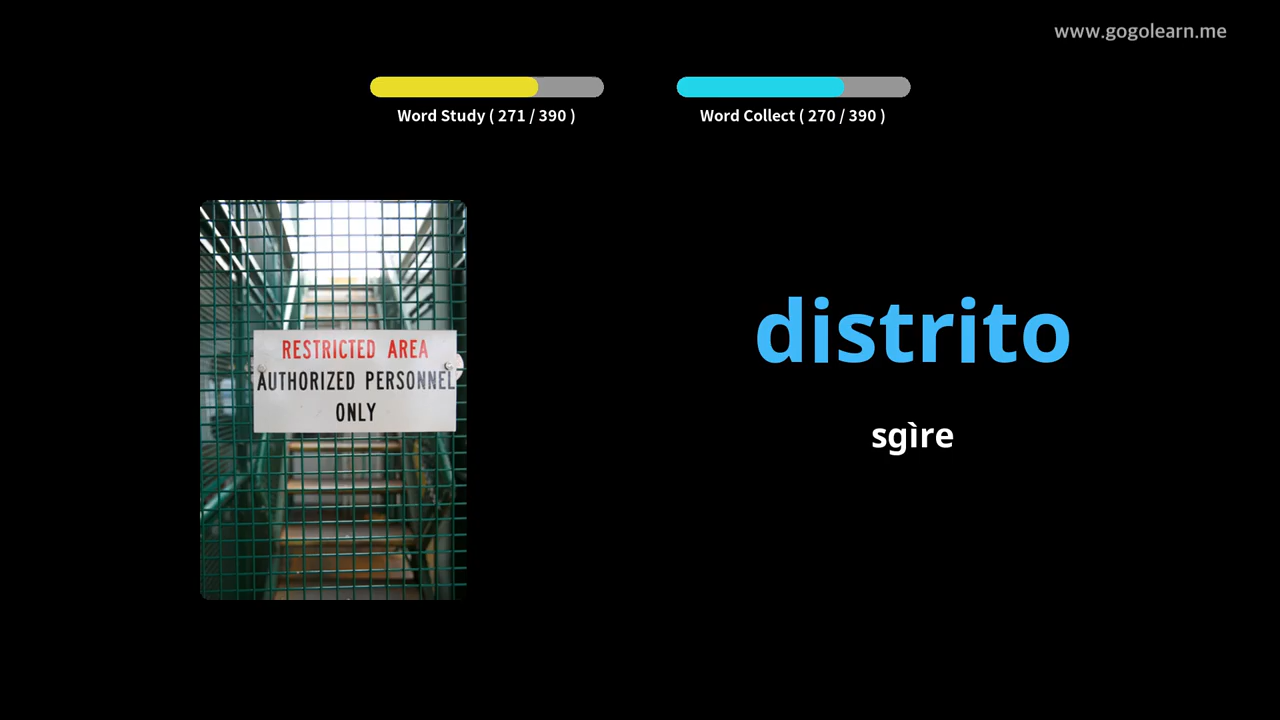 www.gogolearn.me
Word Study ( 271 / 390 )
Word Collect ( 270 / 390 )
RESTRICTED AREA
AUTHORIZED PERSONNEL
ONLY
distrito
sgìre